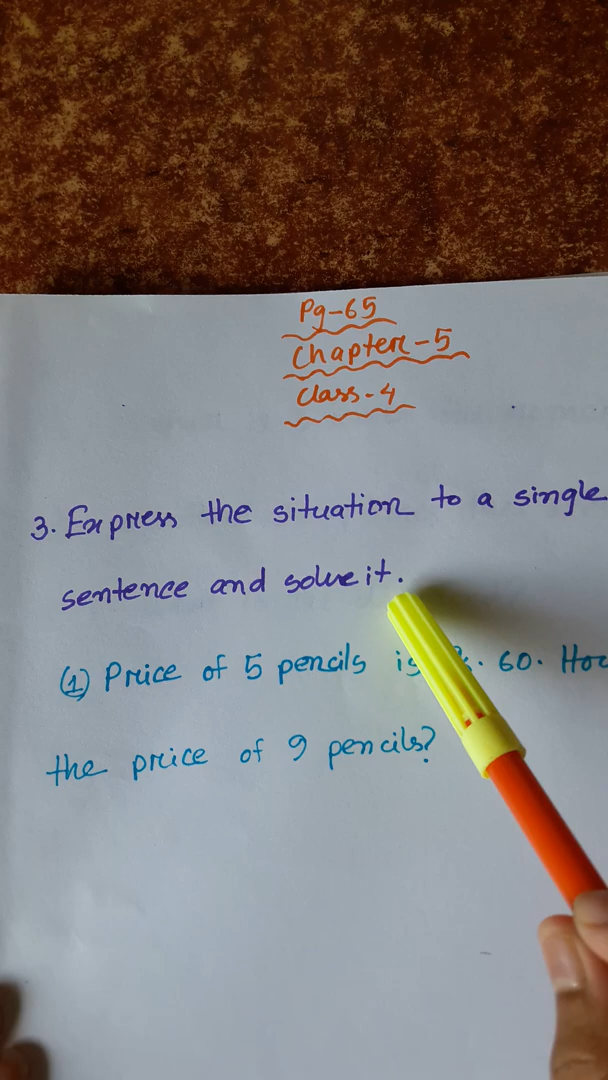 Pg-65
Chapter-5
Class-4
3. Express the situation to a single
sentence and solve it.
(1) Price of 5 pencils is . 60.
the price of 9 pencils?